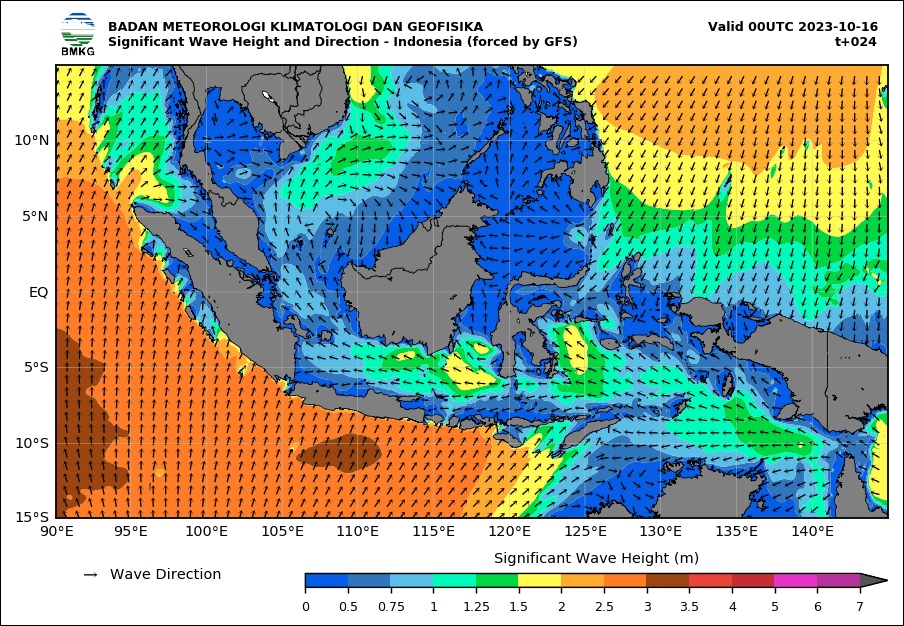 BADAN METEOROLOGI KLIMATOLOGI DAN GEOFISIKA
Significant Wave Height and Direction - Indonesia (forced by GFS)
Valid 00UTC 2023-10-16
t+024
BMKG
10°N
5°N
EQ
5°S
10°S
15°S
90°E 95°E 100°E 105°E 110°E 115°E 120°E 125°E 130°E 135°E 140°E
Significant Wave Height (m)
→ Wave Direction
0 0.5 0.75 1 1.25 1.5 2 2.5 3 3.5 4 5 6 7